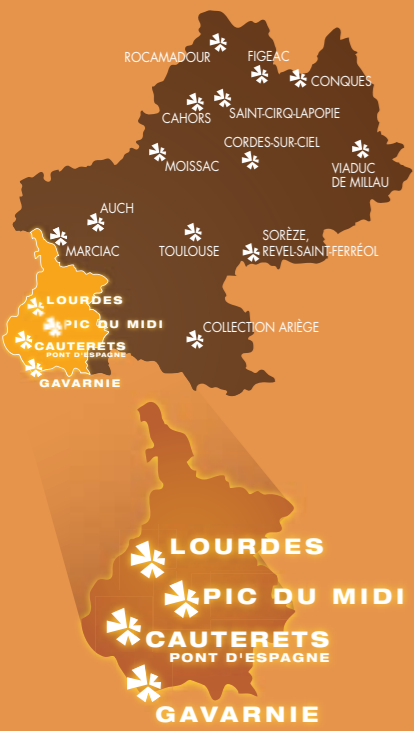 ROCAMADOUR
FIGEAC
CONQUES
CAHORS
SAINT-CIRQ-LAPOPIE
CORDES-SUR-CIEL
MOISSAC
VIADUC
DE MILLAU
AUCH
MARCIAC
TOULOUSE
SORÈZE,
REVEL-SAINT-FERRÉOL
LOURDES
PIC DU MIDI
CAUTERETS
PONT D'ESPAGNE
GAVARNIE
COLLECTION ARIÈGE
LOURDES
PIC DU MIDI
CAUTERETS
PONT D'ESPAGNE
GAVARNIE